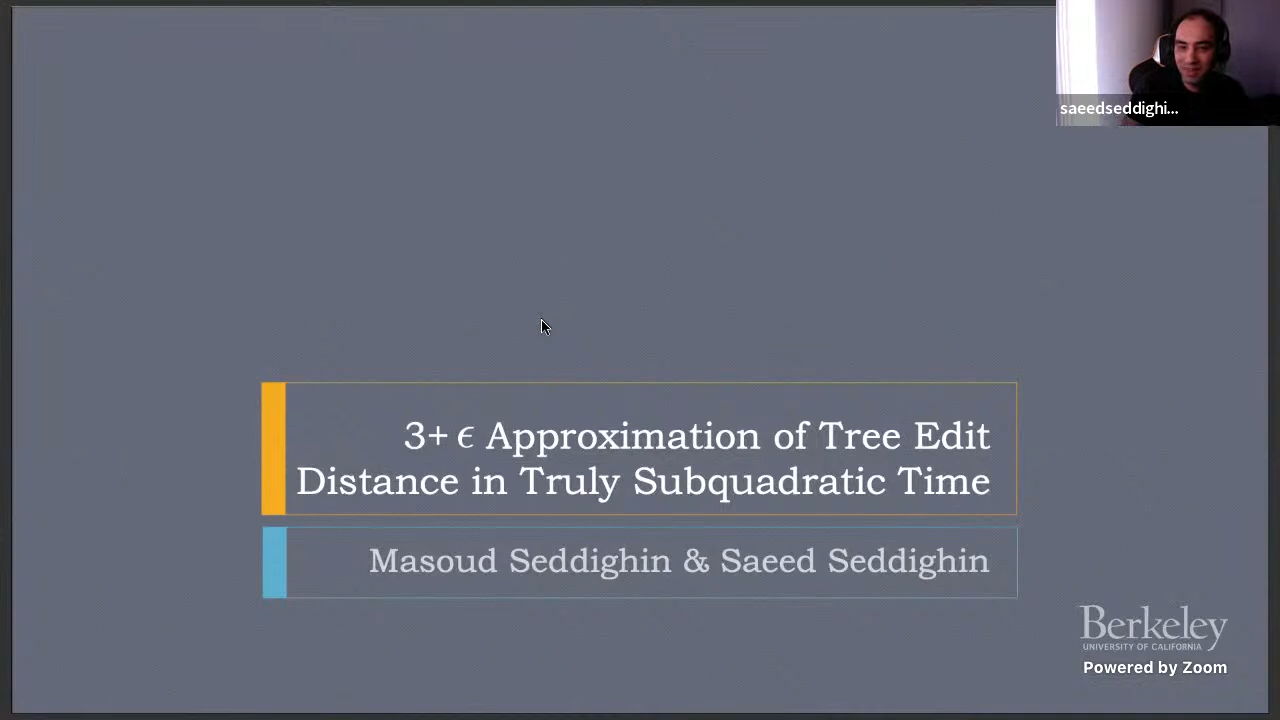 saeedseddighi...
3+ ϵ Approximation of Tree Edit
Distance in Truly Subquadratic Time
Masoud Seddighin & Saeed Seddighin
Berkeley
UNIVERSITY OF CALIFORNIA
Powered by Zoom